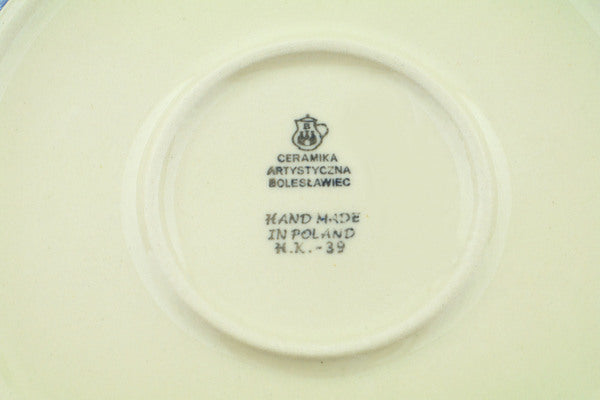 B
CERAMIKA
ARTYSTYCZNA
BOLESŁAWIEC
HAND MADE
IN POLAND
H.K.-39